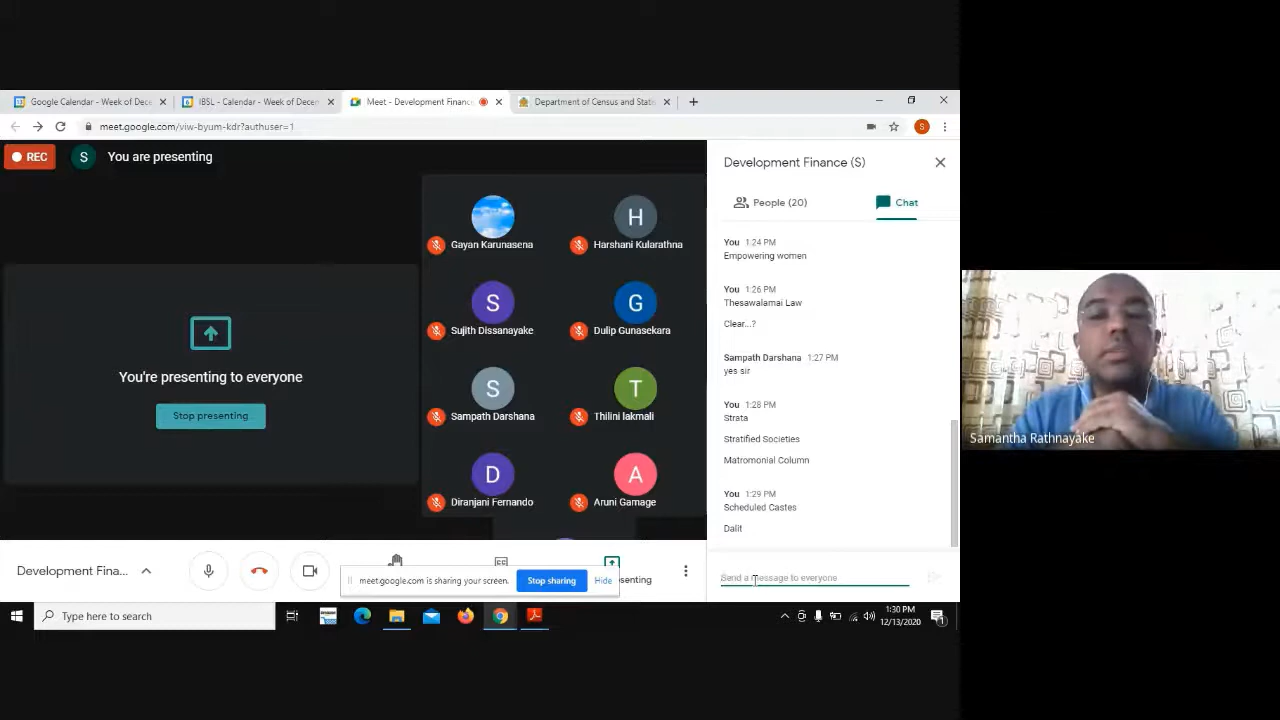 Google Calendar - Week of Dece
IBSL - Calendar - Week of Decem
Meet - Development Finance
Department of Census and Statis
meet.google.com/viw-byum-kdr?authuser=1
S
REC
S
You are presenting
Development Finance (S)
People (20)
Chat
Gayan Karunasena
H
Harshani Kularathna
S
Sujith Dissanayake
G
Dulip Gunasekara
S
Sampath Darshana
T
Thilini lakmali
D
Diranjani Fernando
A
Aruni Gamage
You're presenting to everyone
Stop presenting
You 1:24 PM
Empowering women
You 1:26 PM
Thesawalamai Law
Clear...?
Sampath Darshana 1:27 PM
yes sir
You 1:28 PM
Strata
Stratified Societies
Matromonial Column
You 1:29 PM
Scheduled Castes
Dalit
Send a message to everyone
Samantha Rathnayake
Development Fina...
meet.google.com is sharing your screen.
Stop sharing
Hide
esenting
Type here to search
1:30 PM
12/13/2020
1